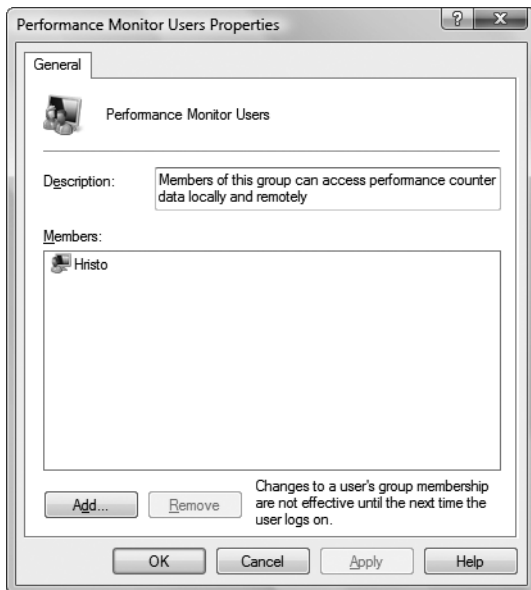 Performance Monitor Users Properties
General
Performance Monitor Users
Description:
Members of this group can access performance counter
data locally and remotely
Members:
Hristo
Add...
Remove
Changes to a user's group membership
are not effective until the next time the
user logs on.
OK
Cancel
Apply
Help